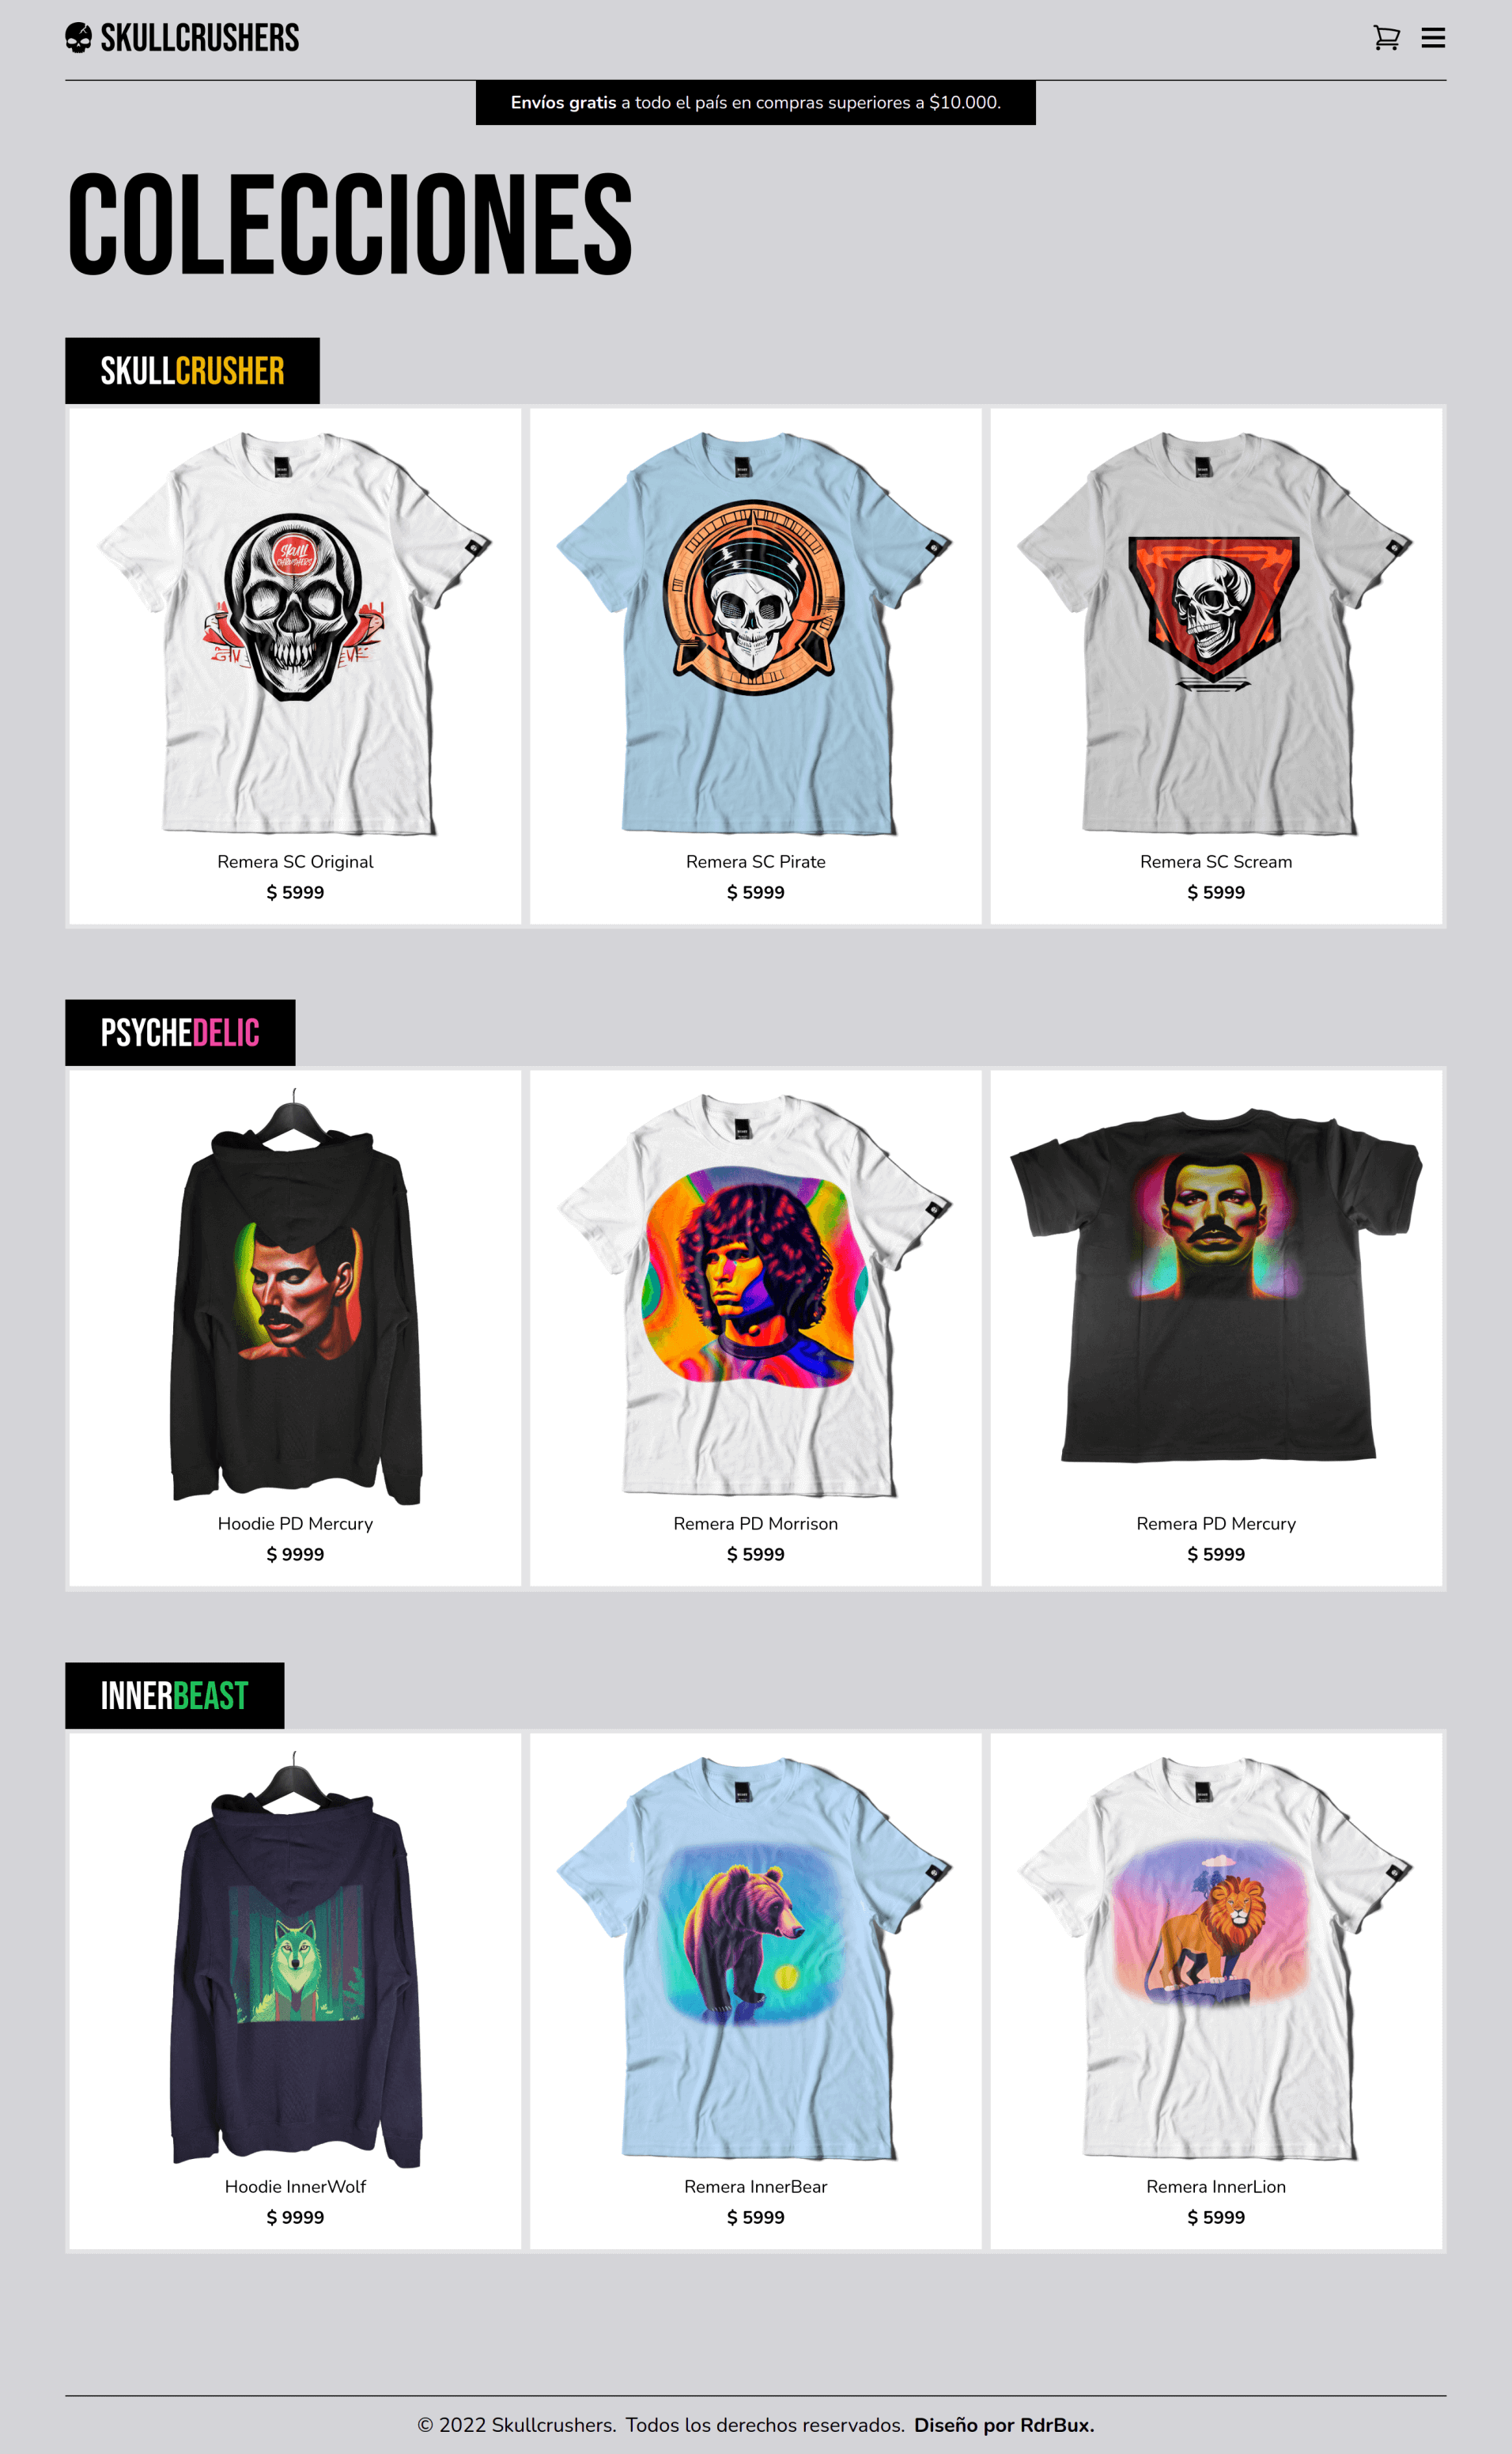 SKULLCRUSHERS
Envíos gratis a todo el país en compras superiores a $10.000.
COLECCIONES
SKULLCRUSHER
Skull
CRUSHERS
Remera SC Original
$ 5999
Remera SC Pirate
$ 5999
Remera SC Scream
$ 5999
PSYCHEDELIC
Hoodie PD Mercury
$ 9999
Remera PD Morrison
$ 5999
Remera PD Mercury
$ 5999
INNERBEAST
Hoodie InnerWolf
$ 9999
Remera InnerBear
$ 5999
Remera InnerLion
$ 5999
© 2022 Skullcrushers. Todos los derechos reservados. Diseño por RdrBux.